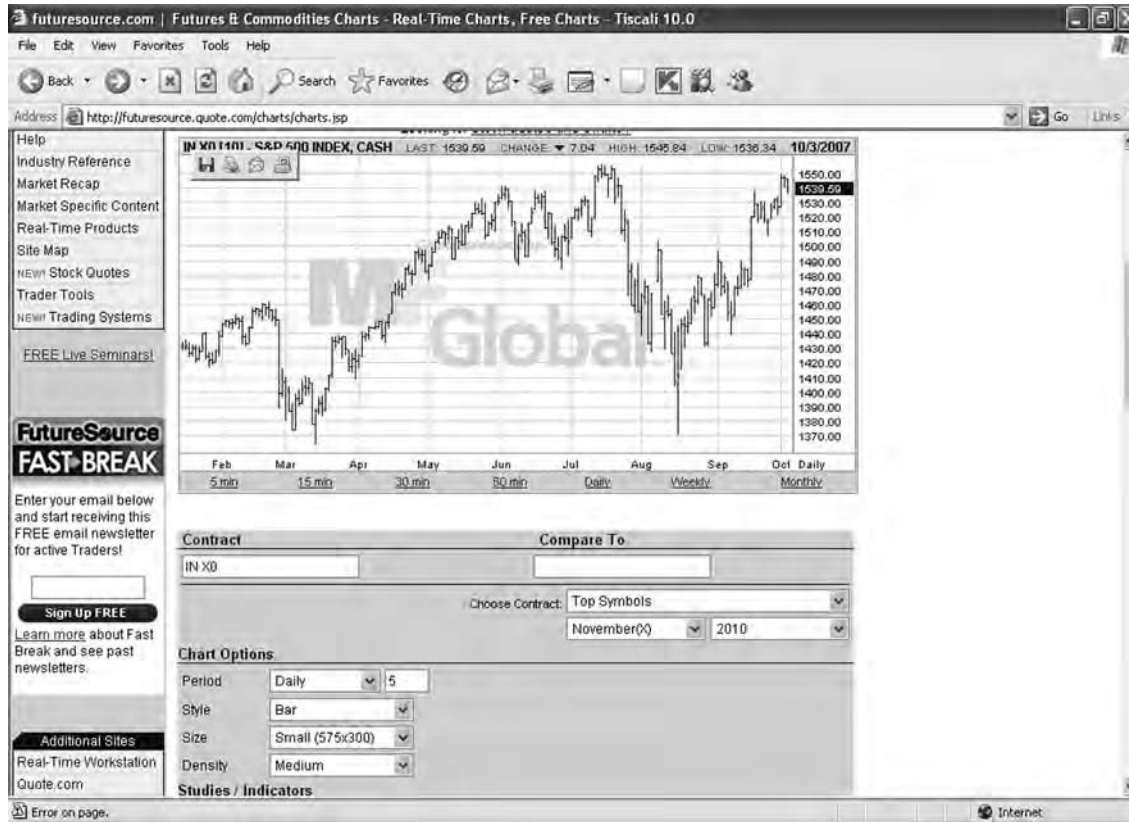 futuresource.com | Futures & Commodities Charts - Real-Time Charts, Free Charts - Tiscali 10.0
File Edit View Favorites Tools Help
Back Search Favorites
Address http://futuresource.quote.com/charts/charts.jsp Go Links
Help
Industry Reference
Market Recap
Market Specific Content
Real-Time Products
Site Map
NEW! Stock Quotes
Trader Tools
NEW! Trading Systems
FREE Live Seminars!
FutureSource
FAST BREAK
Enter your email below
and start receiving this
FREE email newsletter
for active Traders!
Sign Up FREE
Learn more about Fast
Break and see past
newsletters.
Additional Sites
Real-Time Workstation
Quote.com
IN X0 [10] - S&P 500 INDEX, CASH LAST: 1539.59 CHANGE: ▼ 7.04 HIGH: 1545.84 LOW: 1536.34 10/3/2007
1550.00
1539.59
1530.00
1520.00
1510.00
1500.00
1490.00
1480.00
1470.00
1460.00
1450.00
1440.00
1430.00
1420.00
1410.00
1400.00
1390.00
1380.00
1370.00
Global
Feb Mar Apr May Jun Jul Aug Sep Oct Daily
5 min 15 min 30 min 60 min Daily Weekly Monthly
Contract Compare To
IN X0
Choose Contract: Top Symbols
November(X) 2010
Chart Options
Period Daily 5
Style Bar
Size Small (575x300)
Density Medium
Studies / Indicators
Error on page. Internet